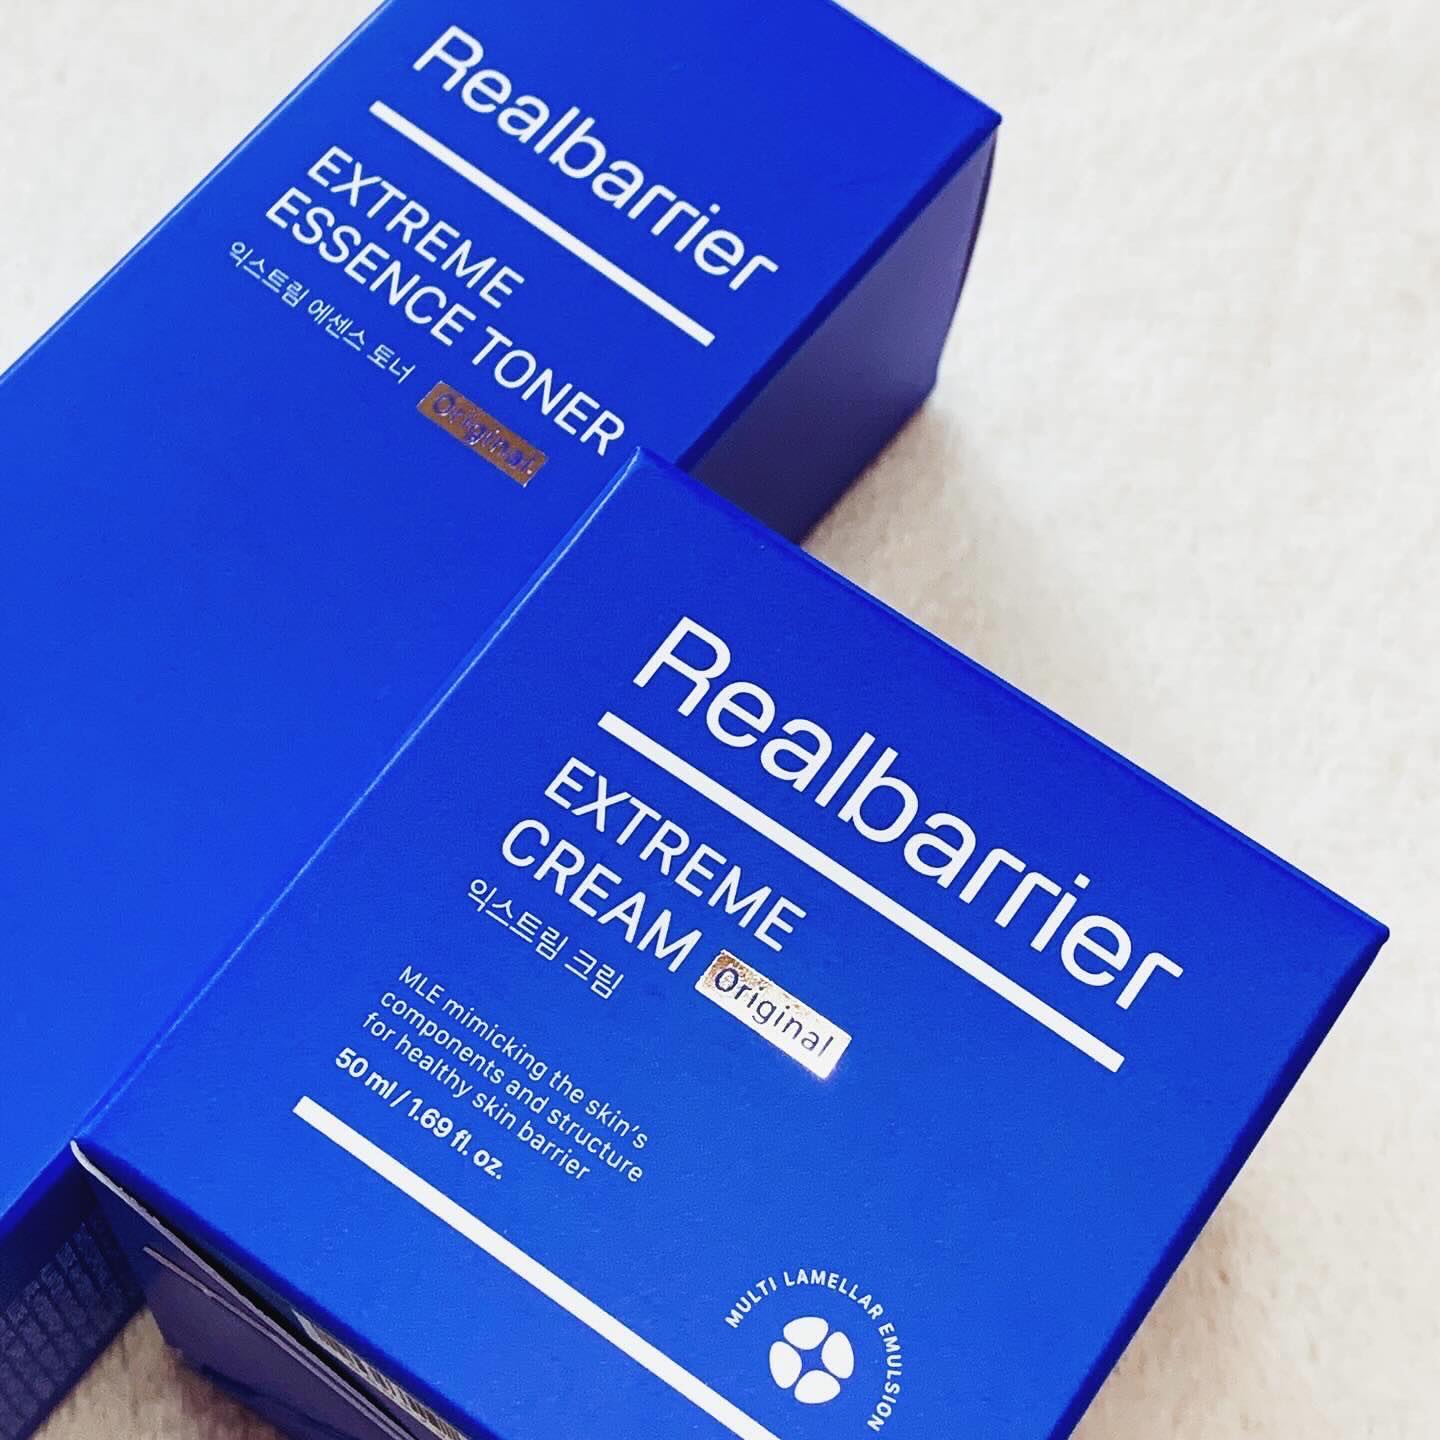 Realbarrier
EXTREME
ESSENCE TONER
익스트림 에센스 토너
Original
Realbarrier
EXTREME
CREAM
Original
익스트림 크림
MLE mimicking the skin's
components and structure
for healthy skin barrier
50 ml / 1.69 fl. oz.
MULTI LAMELLAR EMULSION